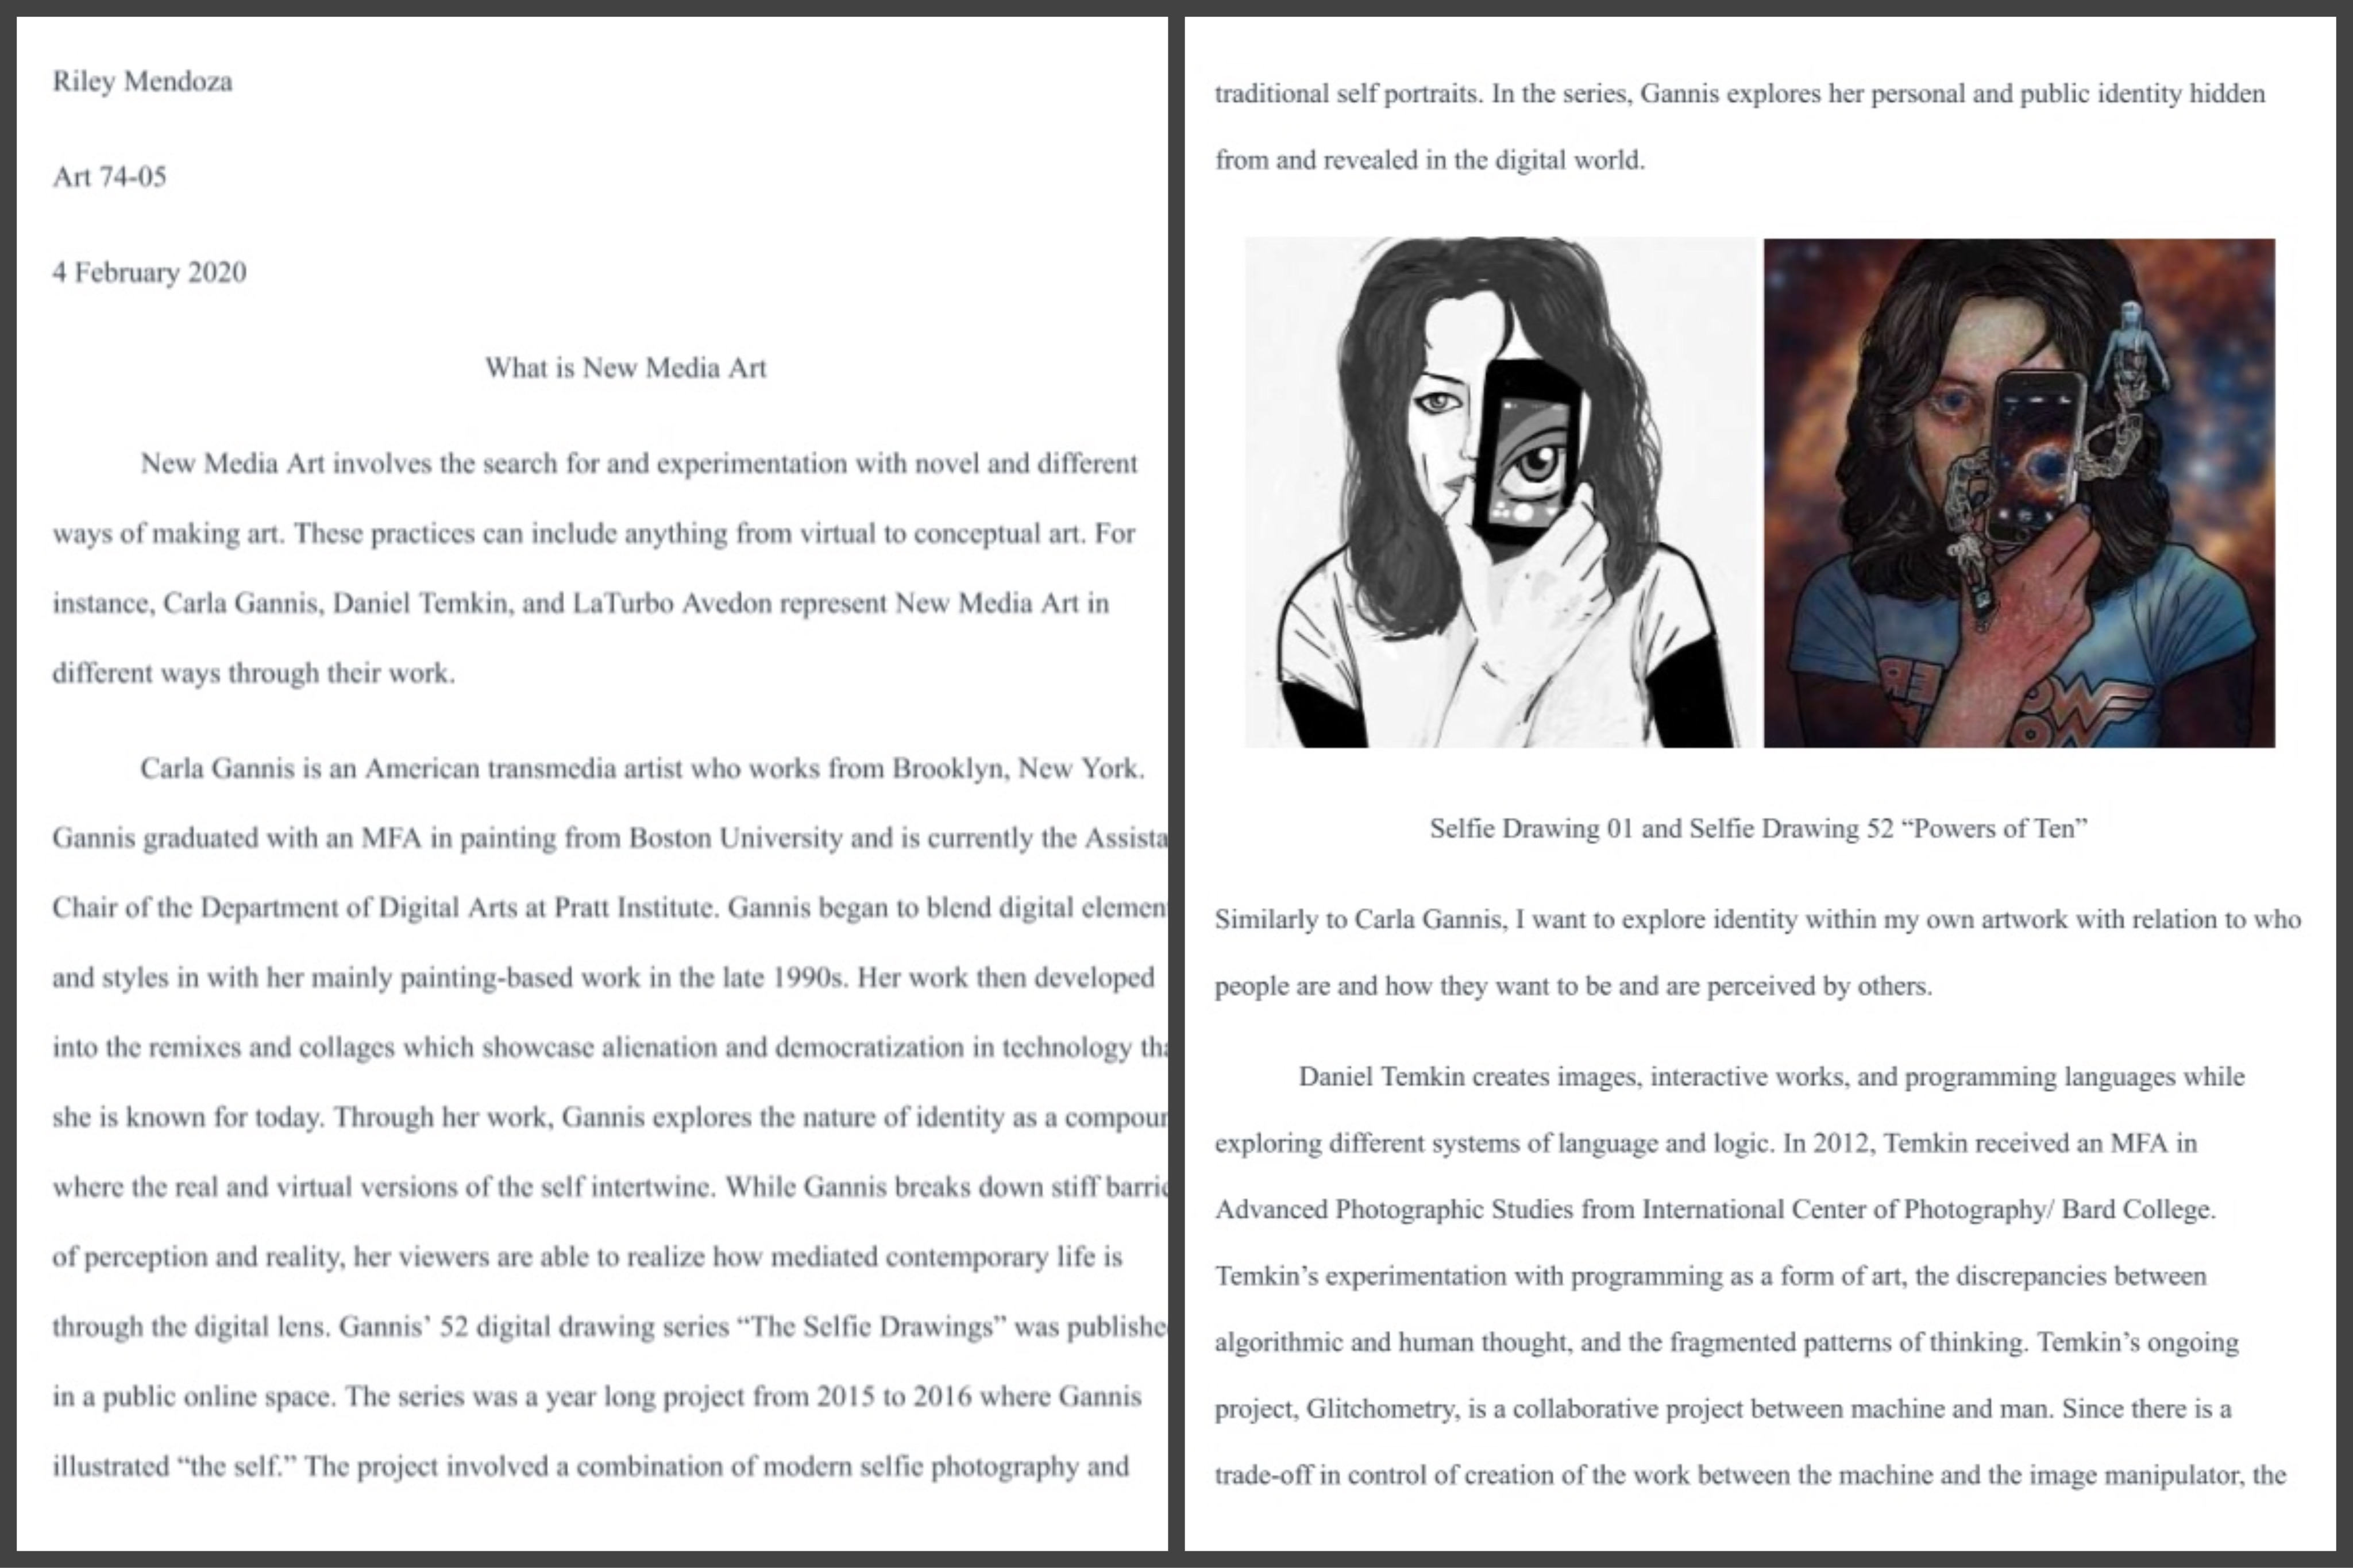 Riley Mendoza
Art 74-05
4 February 2020
What is New Media Art
New Media Art involves the search for and experimentation with novel and different
ways of making art. These practices can include anything from virtual to conceptual art. For
instance, Carla Gannis, Daniel Temkin, and LaTurbo Avedon represent New Media Art in
different ways through their work.
Carla Gannis is an American transmedia artist who works from Brooklyn, New York.
Gannis graduated with an MFA in painting from Boston University and is currently the Assista
Chair of the Department of Digital Arts at Pratt Institute. Gannis began to blend digital elemen
and styles in with her mainly painting-based work in the late 1990s. Her work then developed
into the remixes and collages which showcase alienation and democratization in technology tha
she is known for today. Through her work, Gannis explores the nature of identity as a compou
where the real and virtual versions of the self intertwine. While Gannis breaks down stiff barri
of perception and reality, her viewers are able to realize how mediated contemporary life is
through the digital lens. Gannis’ 52 digital drawing series “The Selfie Drawings” was publishe
in a public online space. The series was a year long project from 2015 to 2016 where Gannis
illustrated “the self.” The project involved a combination of modern selfie photography and
traditional self portraits. In the series, Gannis explores her personal and public identity hidden
from and revealed in the digital world.
WOW
Selfie Drawing 01 and Selfie Drawing 52 “Powers of Ten”
Similarly to Carla Gannis, I want to explore identity within my own artwork with relation to who
people are and how they want to be and are perceived by others.
Daniel Temkin creates images, interactive works, and programming languages while
exploring different systems of language and logic. In 2012, Temkin received an MFA in
Advanced Photographic Studies from International Center of Photography/ Bard College.
Temkin’s experimentation with programming as a form of art, the discrepancies between
algorithmic and human thought, and the fragmented patterns of thinking. Temkin’s ongoing
project, Glitchometry, is a collaborative project between machine and man. Since there is a
trade-off in control of creation of the work between the machine and the image manipulator, the